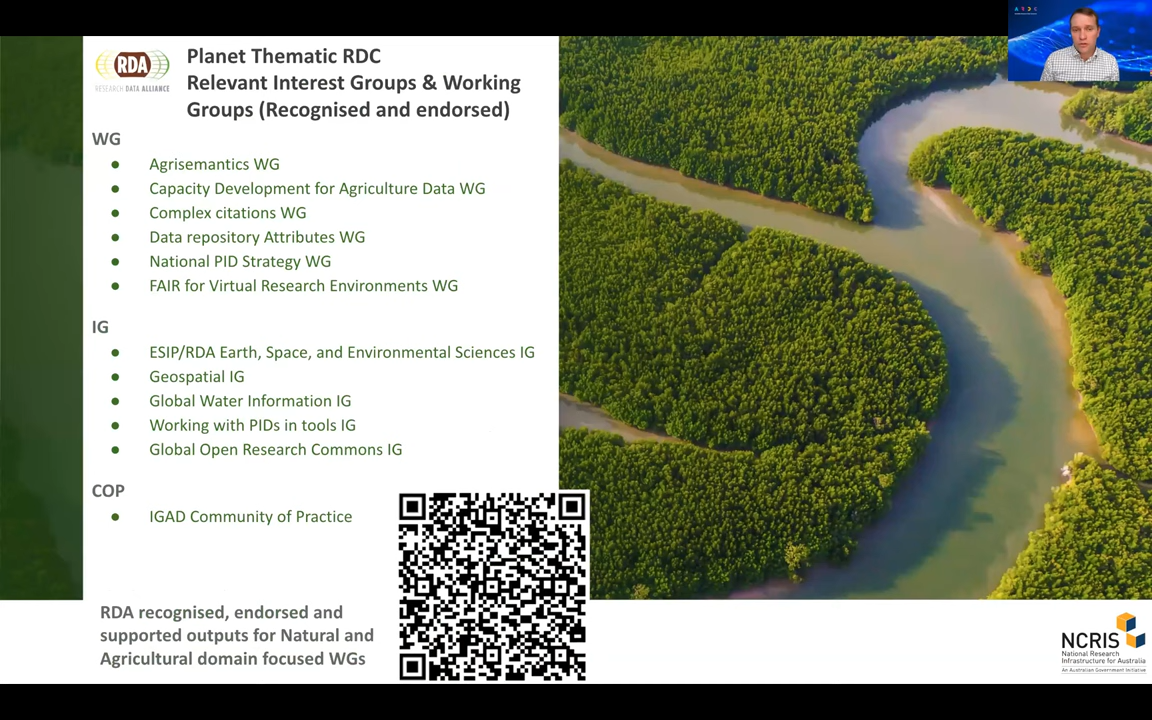 RDA
RESEARCH DATA ALLIANCE
Planet Thematic RDC
Relevant Interest Groups & Working
Groups (Recognised and endorsed)
WG
● Agrisemantics WG
● Capacity Development for Agriculture Data WG
● Complex citations WG
● Data repository Attributes WG
● National PID Strategy WG
● FAIR for Virtual Research Environments WG
IG
● ESIP/RDA Earth, Space, and Environmental Sciences IG
● Geospatial IG
● Global Water Information IG
● Working with PIDs in tools IG
● Global Open Research Commons IG
COP
● IGAD Community of Practice
RDA recognised, endorsed and
supported outputs for Natural and
Agricultural domain focused WGs
NCRIS
National Research
Infrastructure for Australia
An Australian Government Initiative